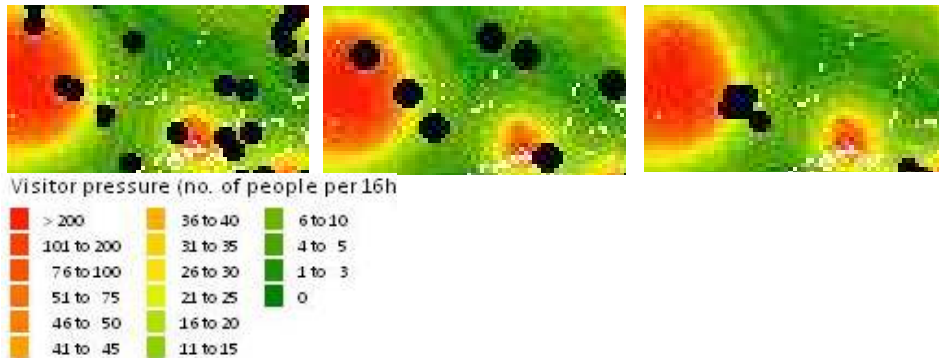 Visitor pressure (no. of people per 16h
> 200
101 to 200
76 to 100
51 to 75
46 to 50
41 to 45
36 to 40
31 to 35
26 to 30
21 to 25
16 to 20
11 to 15
6 to 10
4 to 5
1 to 3
0